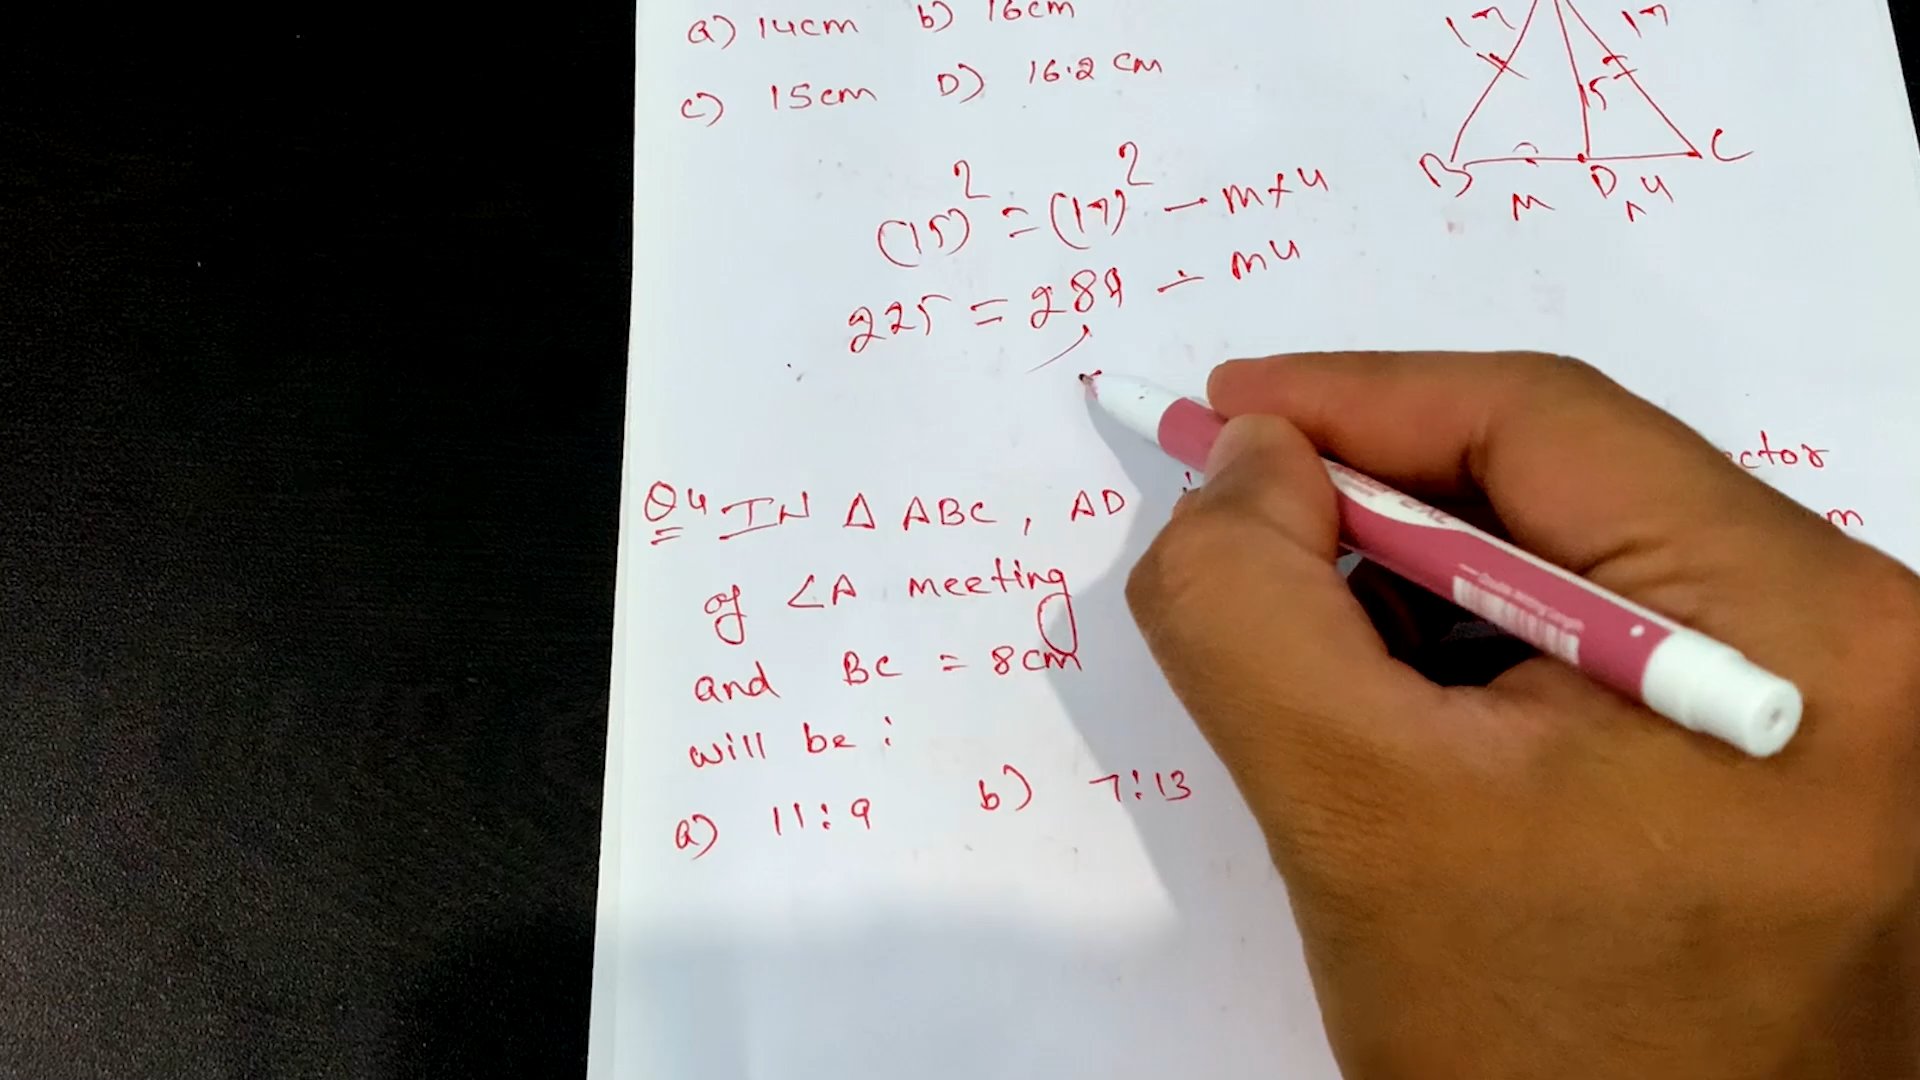 a) 14cm b) 16cm
c) 15cm D) 16.2 cm
17 17
15
B D C
M 4
(15)² = (17)² - m×4
225 = 289 - m4
Q4 IN Δ ABC, AD
of ∠A meeting
and BC = 8cm
will be :
a) 11:9 b) 7:13